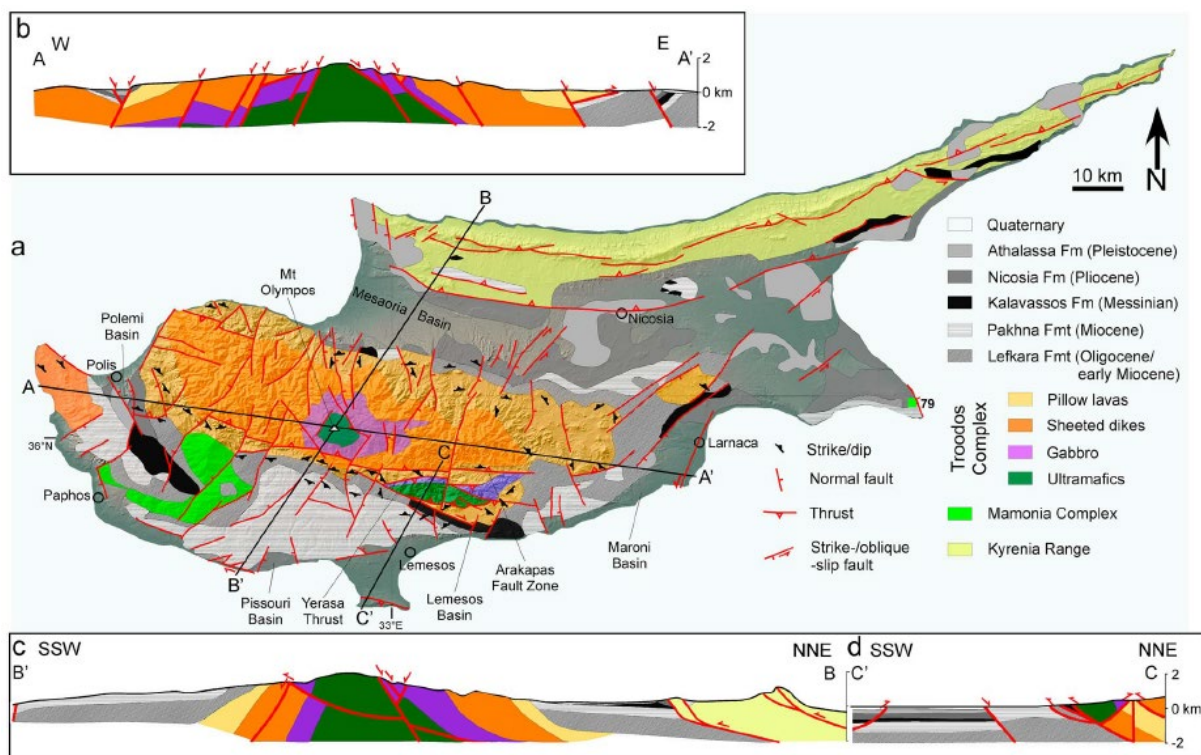 b
A W
E
A'
2
0 km
-2
a
B
10 km
N
Mt
Olympos
Mesaoria Basin
Polemi
Basin
Polis
Nicosia
A
36°N
Paphos
C
79
Larnaca
A'
B'
Lemesos
C'
33°E
Pissouri
Basin
Yerasa
Thrust
Lemesos
Basin
Arakapas
Fault Zone
Maroni
Basin
Quaternary
Athalassa Fm (Pleistocene)
Nicosia Fm (Pliocene)
Kalavassos Fm (Messinian)
Pakhna Fmt (Miocene)
Lefkara Fmt (Oligocene/
early Miocene)
Troodos
Complex
Pillow lavas
Sheeted dikes
Gabbro
Ultramafics
Mamonia Complex
Kyrenia Range
Strike/dip
Normal fault
Thrust
Strike-/oblique
-slip fault
c SSW
B'
NNE
B
d SSW
C'
NNE
C
2
0 km
-2